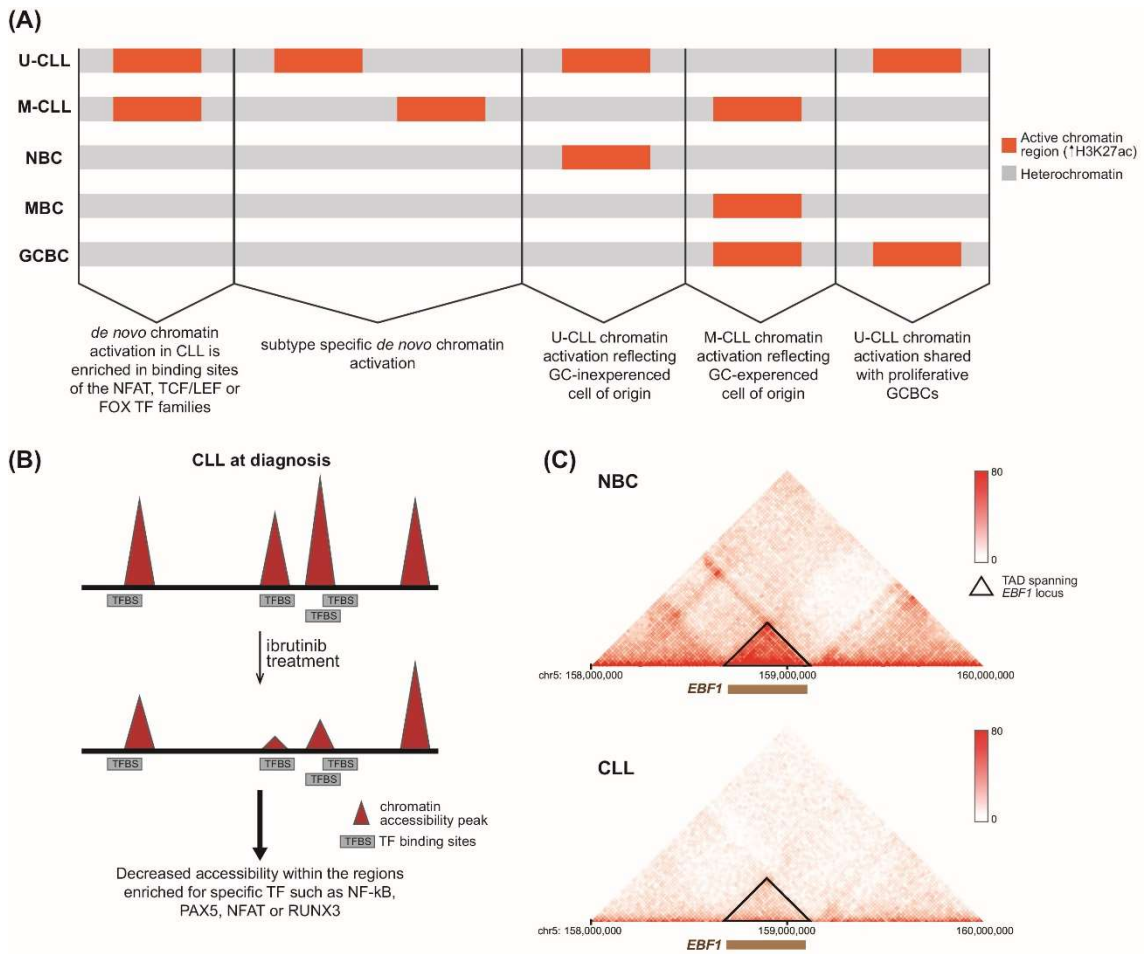 (A)
U-CLL
M-CLL
NBC
MBC
GCBC
Active chromatin
region (↑H3K27ac)
Heterochromatin
de novo chromatin
activation in CLL is
enriched in binding sites
of the NFAT, TCF/LEF or
FOX TF families
subtype specific de novo chromatin
activation
U-CLL chromatin
activation reflecting
GC-inexperenced
cell of origin
M-CLL chromatin
activation reflecting
GC-experenced
cell of origin
U-CLL chromatin
activation shared
with proliferative
GCBCs
(B)
CLL at diagnosis
TFBS
TFBS
TFBS
TFBS
ibrutinib
treatment
TFBS
TFBS
TFBS
TFBS
chromatin
accessibility peak
TFBS TF binding sites
Decreased accessibility within the regions
enriched for specific TF such as NF-kB,
PAX5, NFAT or RUNX3
(C)
NBC
80
0
TAD spanning
EBF1 locus
chr5: 158,000,000 159,000,000 160,000,000
EBF1
CLL
80
0
chr5: 158,000,000 159,000,000 160,000,000
EBF1